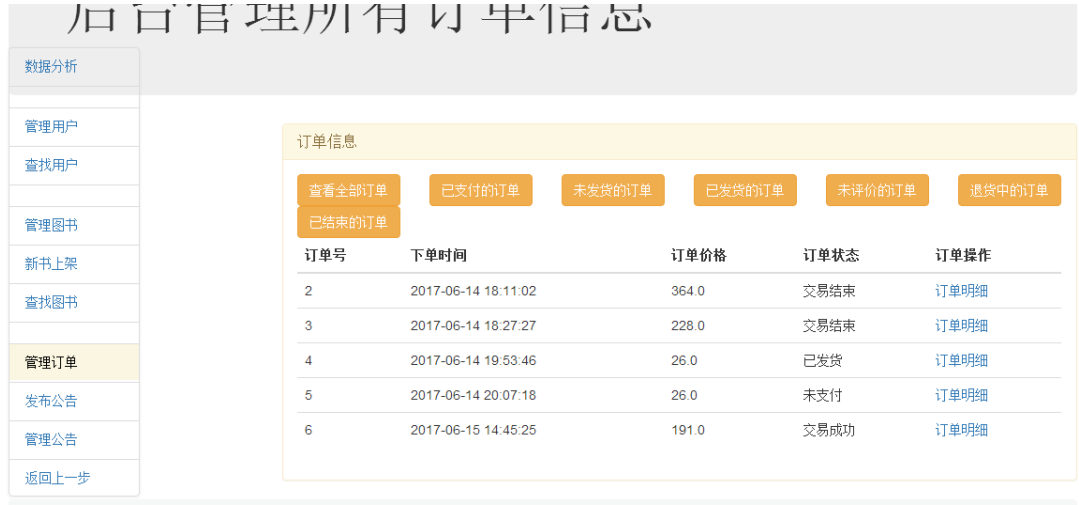 后台管理所有订单信息
数据分析
管理用户
查找用户
管理图书
新书上架
查找图书
管理订单
发布公告
管理公告
返回上一步
订单信息
查看全部订单 已支付的订单 未发货的订单 已发货的订单 未评价的订单 退货中的订单
已结束的订单
订单号 下单时间 订单价格 订单状态 订单操作
2 2017-06-14 18:11:02 364.0 交易结束 订单明细
3 2017-06-14 18:27:27 228.0 交易结束 订单明细
4 2017-06-14 19:53:46 26.0 已发货 订单明细
5 2017-06-14 20:07:18 26.0 未支付 订单明细
6 2017-06-15 14:45:25 191.0 交易成功 订单明细